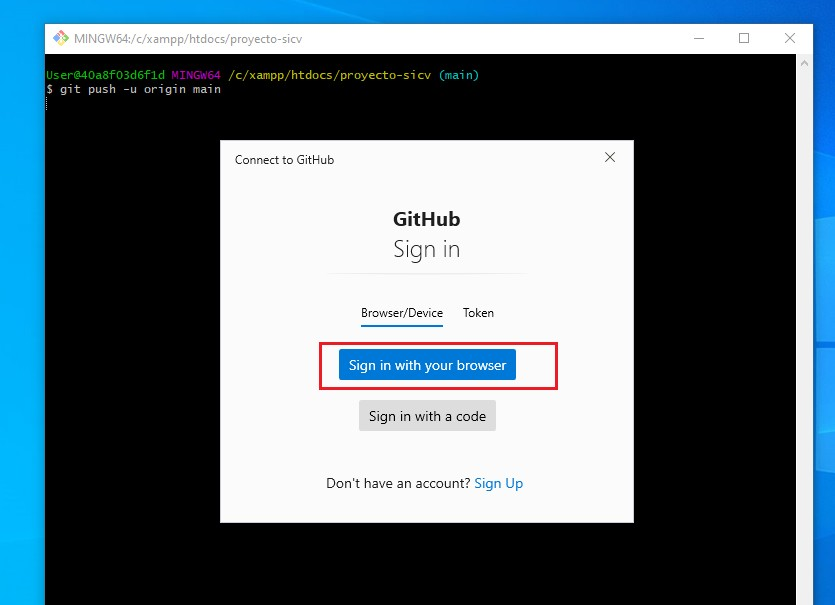 MINGW64:/c/xampp/htdocs/proyecto-sicv
User@40a8f03d6f1d MINGW64 /c/xampp/htdocs/proyecto-sicv (main)
$ git push -u origin main
Connect to GitHub
GitHub
Sign in
Browser/Device Token
Sign in with your browser
Sign in with a code
Don't have an account? Sign Up